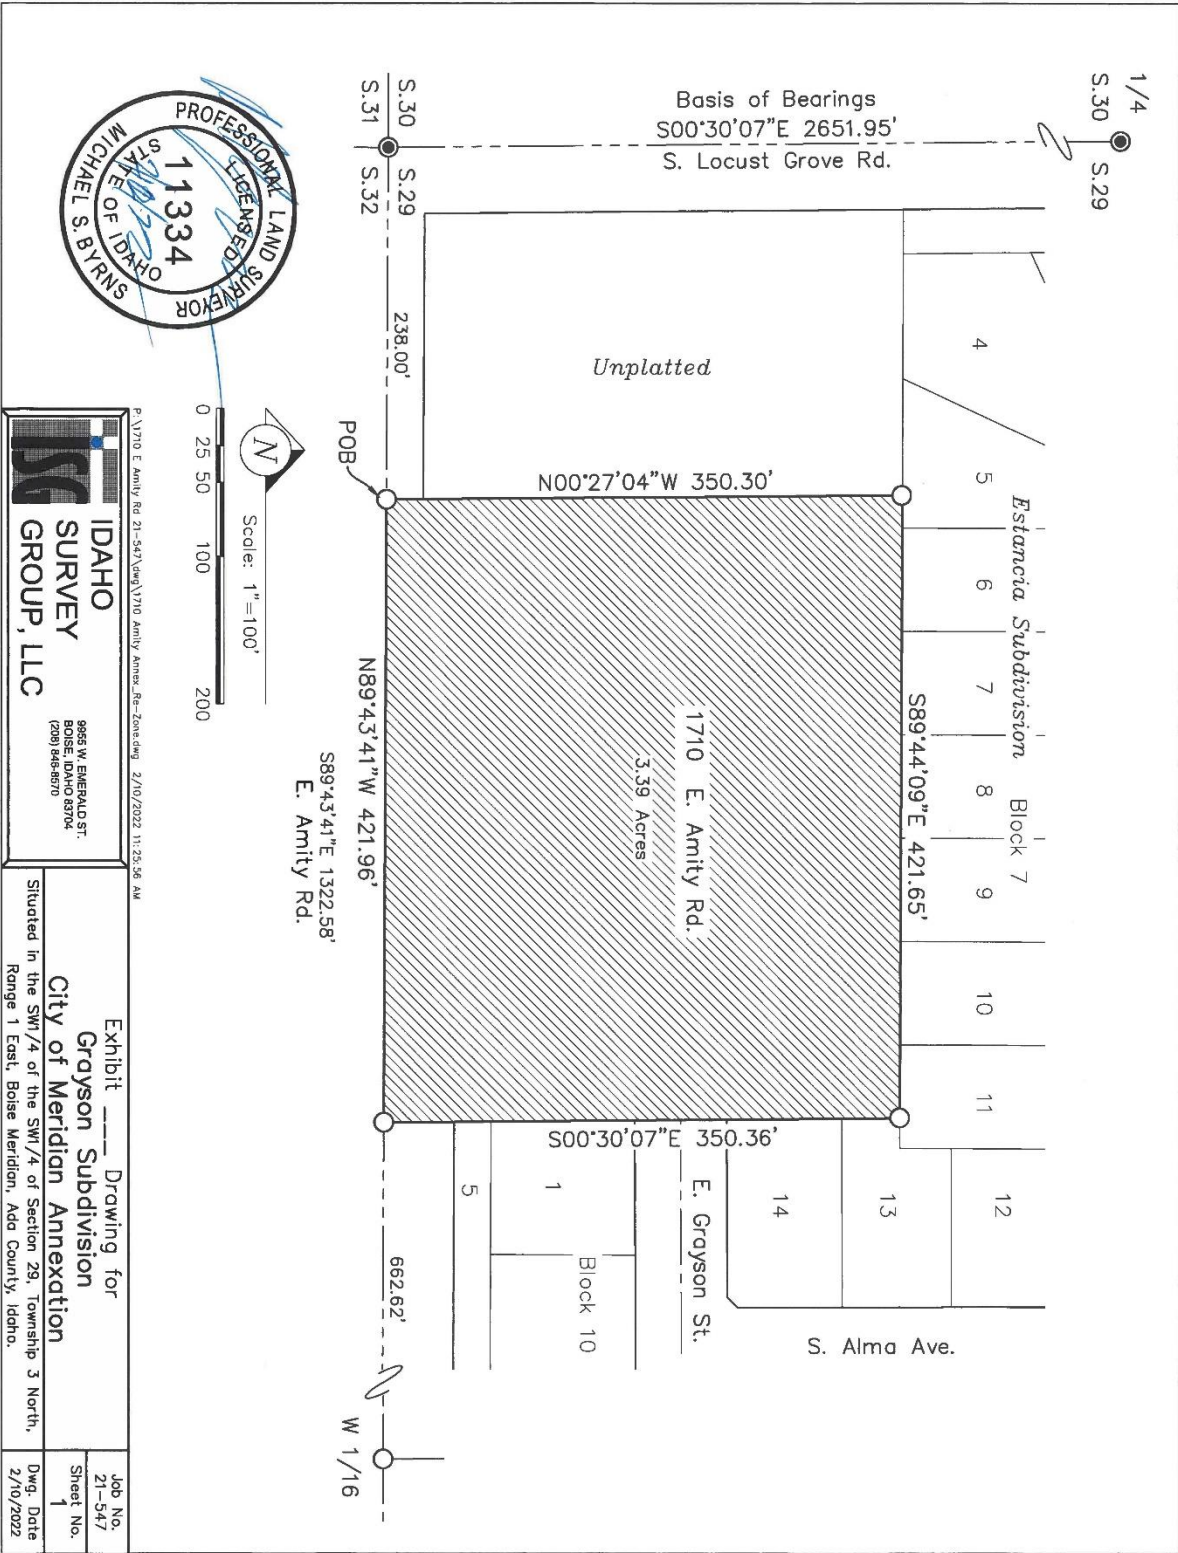 1/4
S.30 S.29
Basis of Bearings
S00°30'07"E 2651.95'
S. Locust Grove Rd.
S.30 S.29
S.31 S.32
4
5
6
7
8
9
10
11
12
13
14
Estancia Subdivision Block 7
Unplatted
N00°27'04"W 350.30'
S89°44'09"E 421.65'
1710 E. Amity Rd.
3.39 Acres
S00°30'07"E 350.36'
E. Grayson St.
S. Alma Ave.
1
Block 10
5
238.00'
POB
N89°43'41"W 421.96'
662.62'
W 1/16
S89°43'41"E 1322.58'
E. Amity Rd.
N
Scale: 1"=100'
0 25 50 100 200
PROFESSIONAL LAND SURVEYOR
LICENSED
11334
STATE OF IDAHO
MICHAEL S. BYRNS
P:\1710 E Amity Rd 21-547\dwg\1710 Amity Annex_Re-Zone.dwg 2/10/2022 11:25:56 AM
ISG
IDAHO
SURVEY
GROUP, LLC
9955 W. EMERALD ST.
BOISE, IDAHO 83704
(208) 846-8570
Exhibit ___ Drawing for
Grayson Subdivision
City of Meridian Annexation
Situated in the SW1/4 of the SW1/4 of Section 29, Township 3 North,
Range 1 East, Boise Meridian, Ada County, Idaho.
Job No.
21-547
Sheet No.
1
Dwg. Date
2/10/2022